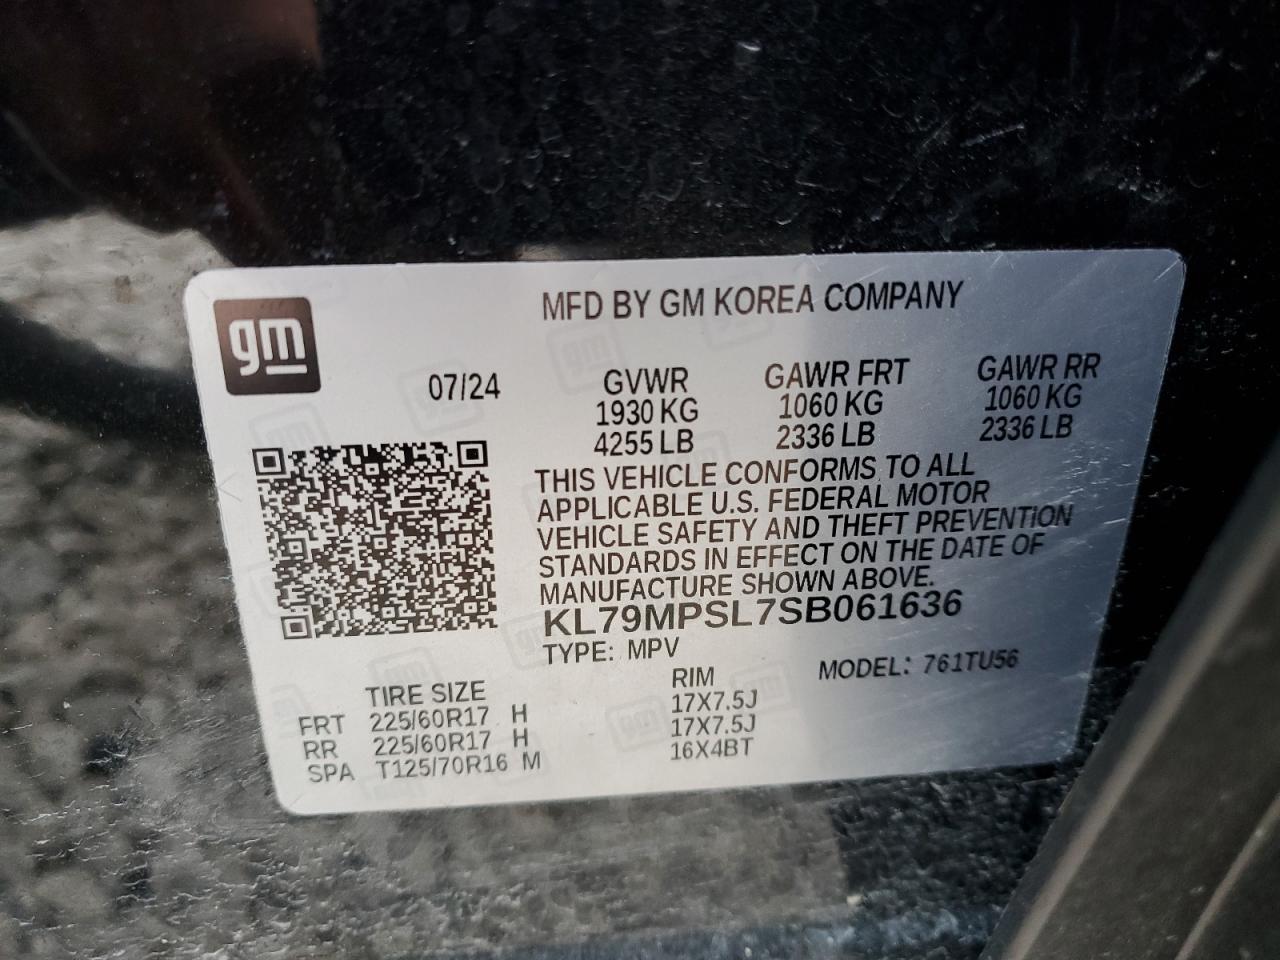 gm
MFD BY GM KOREA COMPANY
07/24
GVWR GAWR FRT GAWR RR
1930 KG 1060 KG 1060 KG
4255 LB 2336 LB 2336 LB
THIS VEHICLE CONFORMS TO ALL
APPLICABLE U.S. FEDERAL MOTOR
VEHICLE SAFETY AND THEFT PREVENTION
STANDARDS IN EFFECT ON THE DATE OF
MANUFACTURE SHOWN ABOVE.
KL79MPSL7SB061636
TYPE: MPV MODEL: 761TU56
TIRE SIZE RIM
FRT 225/60R17 H 17X7.5J
RR 225/60R17 H 17X7.5J
SPA T125/70R16 M 16X4BT